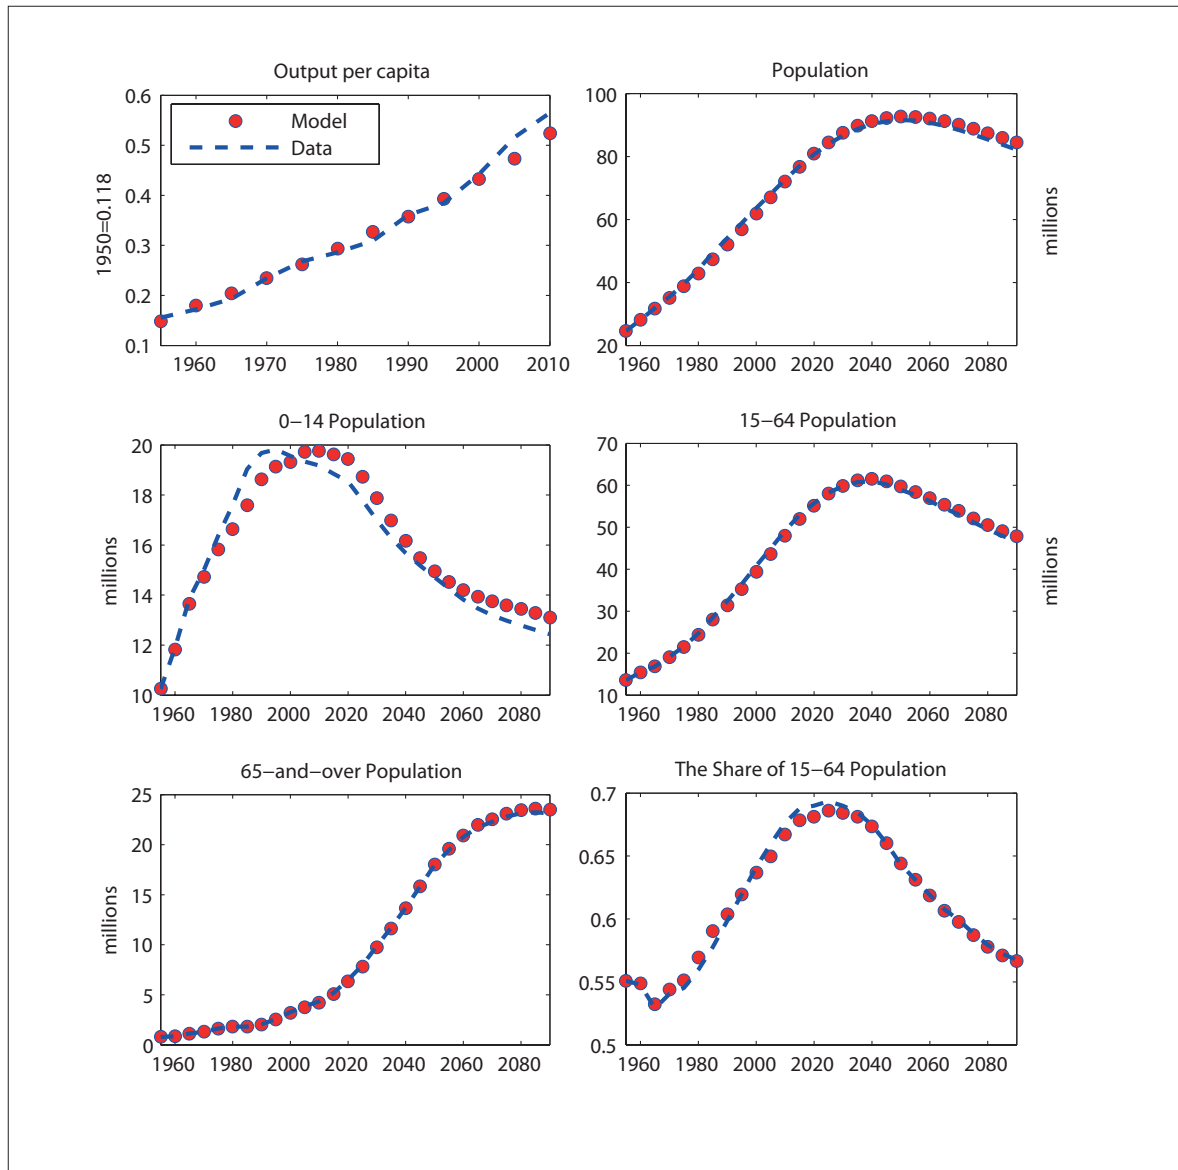 Output per capita
0.6
0.5
0.4
0.3
0.2
0.1
1950=0.118
Model
Data
1960 1970 1980 1990 2000 2010
Population
100
80
60
40
20
millions
1960 1980 2000 2020 2040 2060 2080
0−14 Population
20
18
16
14
12
10
millions
1960 1980 2000 2020 2040 2060 2080
15−64 Population
70
60
50
40
30
20
10
millions
1960 1980 2000 2020 2040 2060 2080
65−and−over Population
25
20
15
10
5
0
millions
1960 1980 2000 2020 2040 2060 2080
The Share of 15−64 Population
0.7
0.65
0.6
0.55
0.5
1960 1980 2000 2020 2040 2060 2080